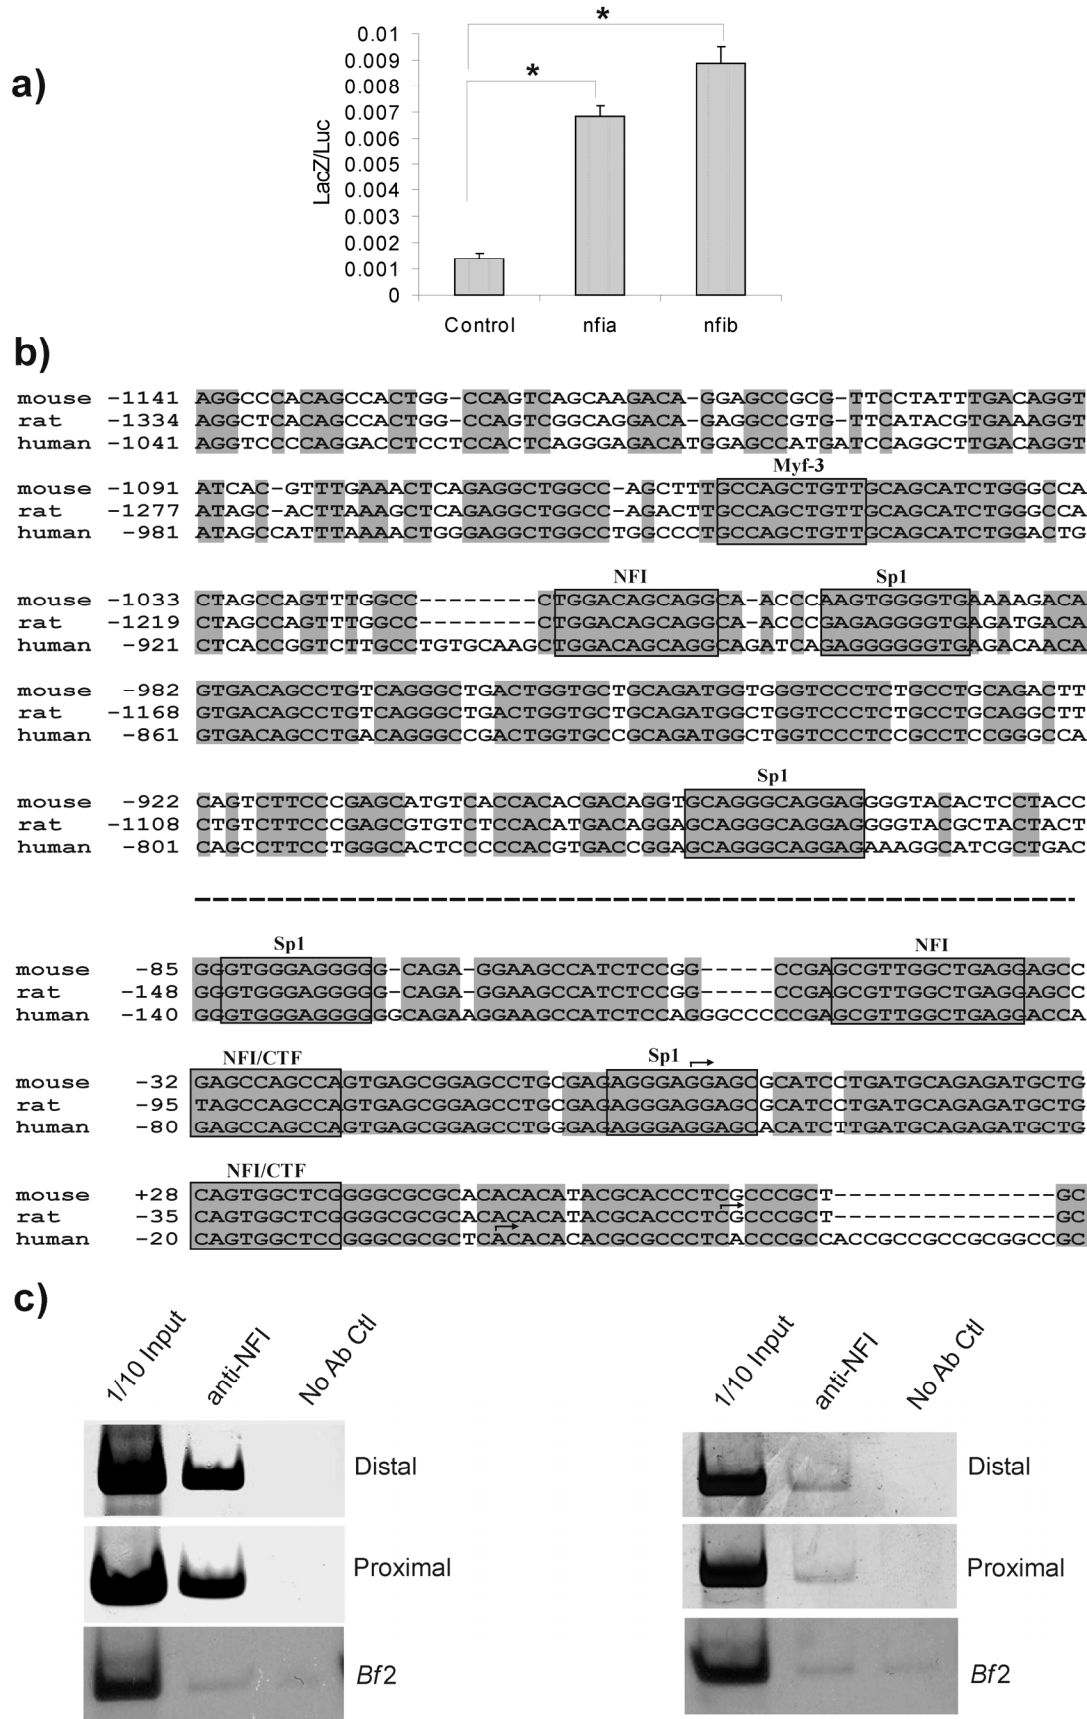 a)
LacZ/Luc
0.01
0.009
0.008
0.007
0.006
0.005
0.004
0.003
0.002
0.001
0
*
*
Control nfia nfib
b)
mouse -1141 AGGCCCACAGCCACTGG-CCAGTCAGCAAGACA-GGAGCCGCG-TTCCTATTTGACAGGT
rat -1334 AGGCTCACAGCCACTGG-CCAGTCGGCAGGACA-GAGGCCGTG-TTCATACGTGAAAGGT
human -1041 AGGTCCCCAGGACCTCCTCCACTCAGGGAGACATGGAGCCATGATCCAGGCTTGACAGGT
Myf-3
mouse -1091 ATCAC-GTTTGAAACTCAGAGGCTGGCC-AGCTTTGCCAGCTGTTGCAGCATCTGGGCCA
rat -1277 ATAGC-ACTTAAAGCTCAGAGGCTGGCC-AGACTTGCCAGCTGTTGCAGCATCTGGGCCA
human -981 ATAGCCATTTAAAACTGGGAGGCTGGCCTGGCCCTGCCAGCTGTTGCAGCATCTGGACTG
NFI Sp1
mouse -1033 CTAGCCAGTTTGGCC--------CTGGACAGCAGGCA-ACCCAAGTGGGGTGAAAAGACA
rat -1219 CTAGCCAGTTTGGCC--------CTGGACAGCAGGCA-ACCCGAGAGGGGTGAGATGACA
human -921 CTCACCGGTCTTGCCTGTGCAAGCTGGACAGCAGGCAGATCAGAGGGGGGTGAGACAACA
mouse -982 GTGACAGCCTGTCAGGGCTGACTGGTGCTGCAGATGGTGGGTCCCTCTGCCTGCAGACTT
rat -1168 GTGACAGCCTGTCAGGGCTGACTGGTGCTGCAGATGGCTGGTCCCTCTGCCTGCAGGCTT
human -861 GTGACAGCCTGACAGGGCCGACTGGTGCCGCAGATGGCTGGTCCCTCCGCCTCCGGGCCA
Sp1
mouse -922 CAGTCTTCCCGAGCATGTCACCACACGACAGGTGCAGGGCAGGAGGGGTACACTCCTACC
rat -1108 CTGTCTTCCCGAGCGTGTCTCCACATGACAGGAGCAGGGCAGGAGGGGTACGCTACTACT
human -801 CAGCCTTCCTGGGCACTCCCCCACGTGACCGGAGCAGGGCAGGAGAAAGGCATCGCTGAC
Sp1 NFI
mouse -85 GGGTGGGAGGGGG-CAGA-GGAAGCCATCTCCGG-----CCGAGCGTTGGCTGAGGAGCC
rat -148 GGGTGGGAGGGGG-CAGA-GGAAGCCATCTCCGG-----CCGAGCGTTGGCTGAGGAGCC
human -140 GGGTGGGAGGGGGGCAGAAGGAAGCCATCTCCAGGGCCCCCGAGCGTTGGCTGAGGACCA
NFI/CTF Sp1
mouse -32 GAGCCAGCCAGTGAGCGGAGCCTGCGAGAGGGAGGAGCGCATCCTGATGCAGAGATGCTG
rat -95 TAGCCAGCCAGTGAGCGGAGCCTGCGAGAGGGAGGAGCGCATCCTGATGCAGAGATGCTG
human -80 GAGCCAGCCAGTGAGCGGAGCCTGGGAGAGGGAGGAGCACATCTTGATGCAGAGATGCTG
NFI/CTF
mouse +28 CAGTGGCTCGGGGCGCGCACACACATACGCACCCTCGCCCGCT---------------GC
rat -35 CAGTGGCTCGGGGCGCGCACACACATACGCACCCTCGCCCGCT---------------GC
human -20 CAGTGGCTCCGGGCGCGCTCACACACACGCGCCCTCACCCGCCACCGCCGCCGCGGCCGC
c)
1/10 Input anti-NFI No Ab Ctl
Distal
Proximal
Bf2
1/10 Input anti-NFI No Ab Ctl
Distal
Proximal
Bf2